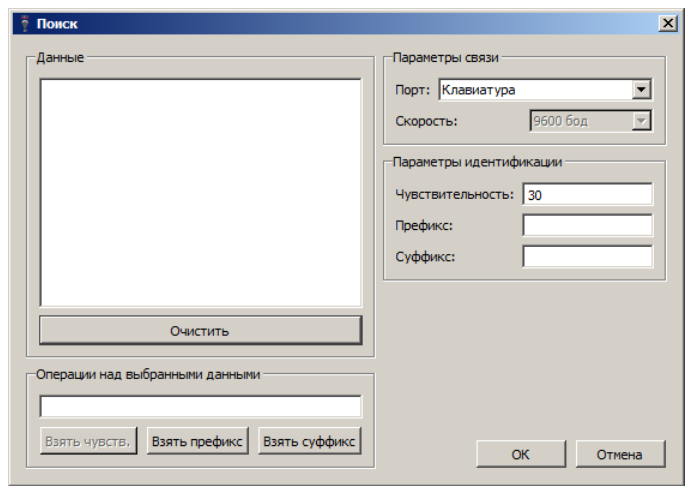 Поиск
Данные
Очистить
Операции над выбранными данными
Взять чувств. Взять префикс Взять суффикс
Параметры связи
Порт: Клавиатура
Скорость: 9600 бод
Параметры идентификации
Чувствительность: 30
Префикс:
Суффикс:
OK Отмена